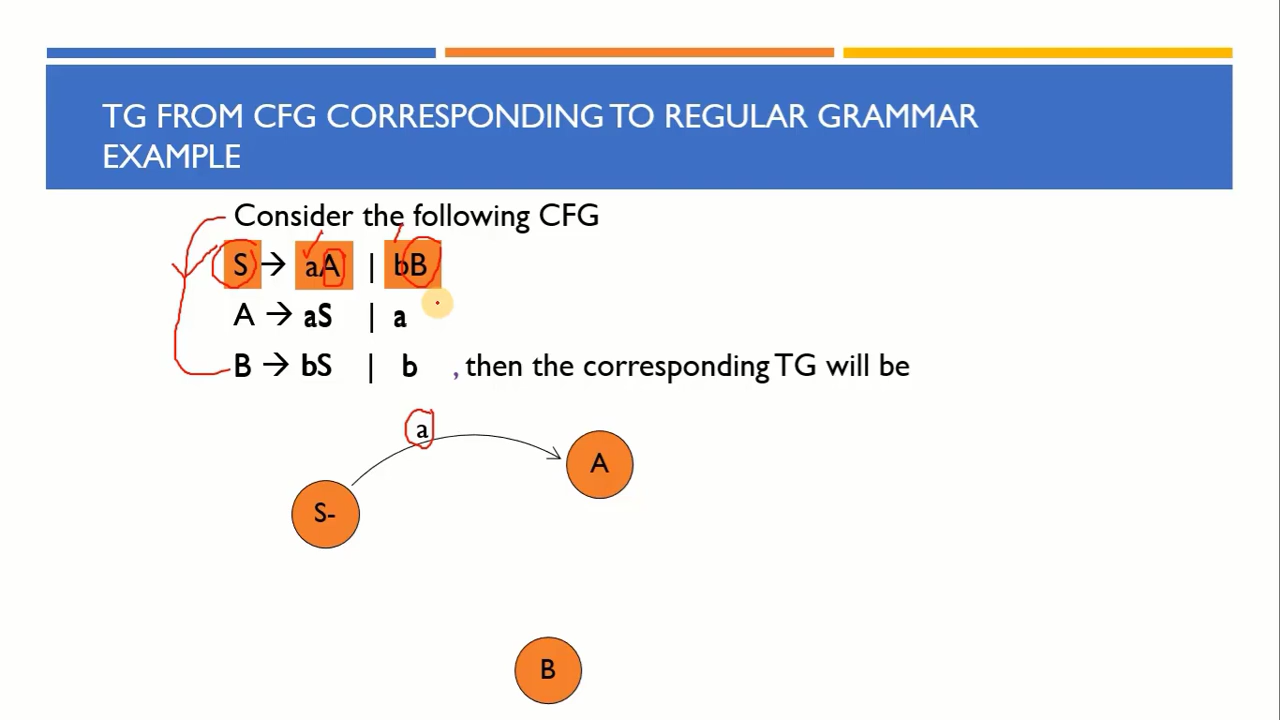 TG FROM CFG CORRESPONDING TO REGULAR GRAMMAR
EXAMPLE
Consider the following CFG
S → aA | bB
A → aS | a
B → bS | b , then the corresponding TG will be
a
A
S-
B